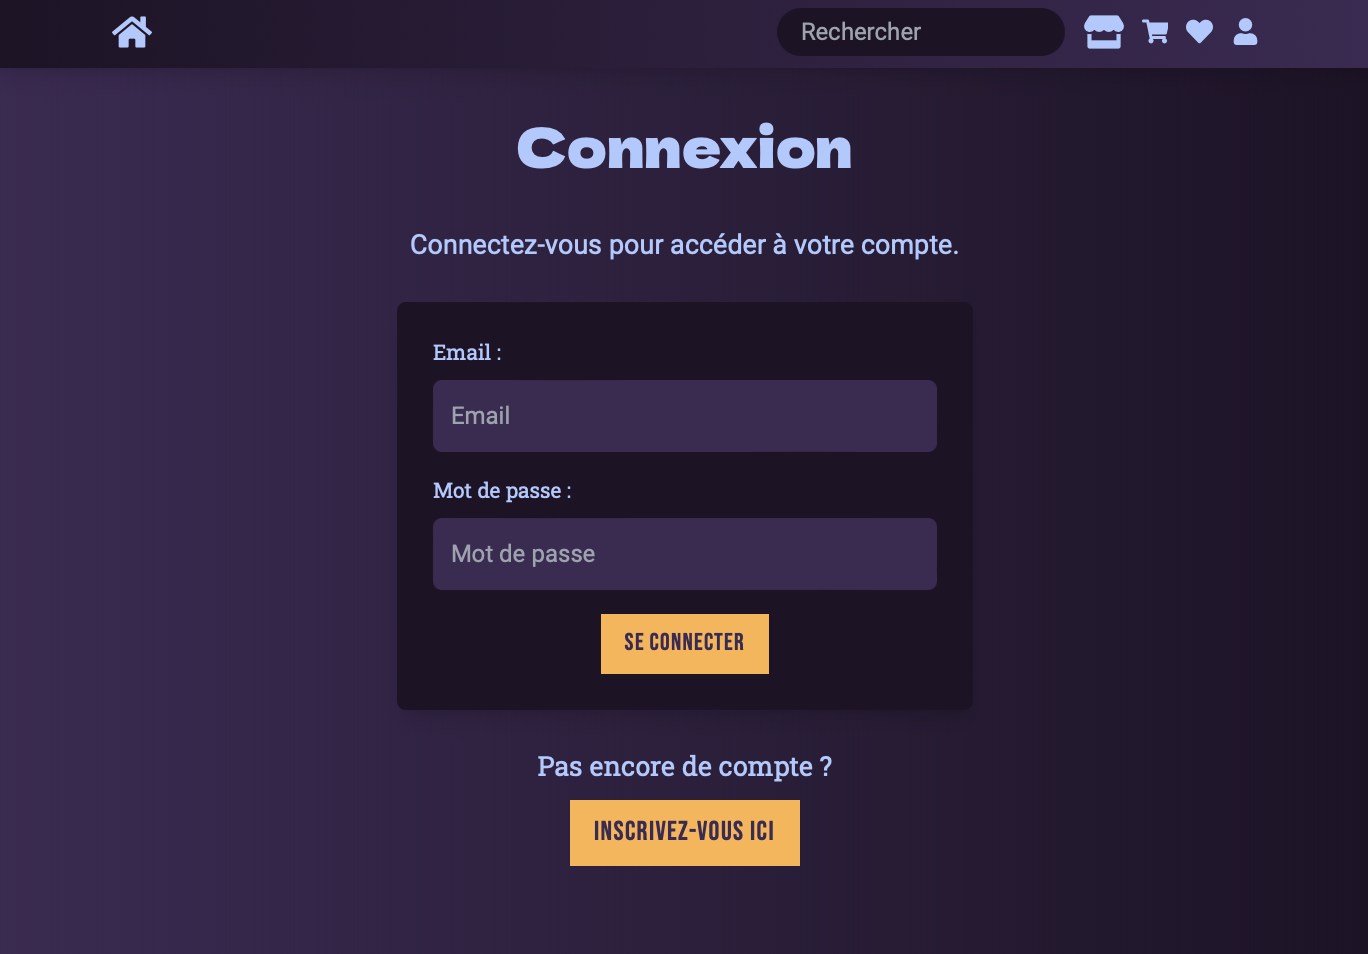 Rechercher
Connexion
Connectez-vous pour accéder à votre compte.
Email :
Email
Mot de passe :
Mot de passe
SE CONNECTER
Pas encore de compte ?
INSCRIVEZ-VOUS ICI